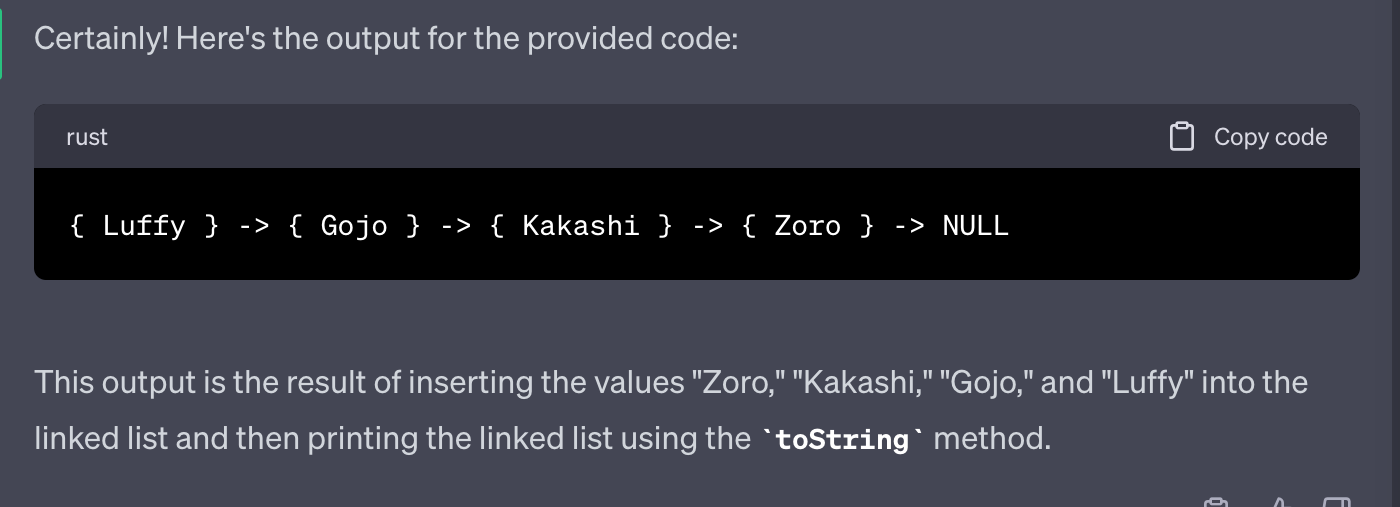 Certainly! Here's the output for the provided code:
rust
Copy code
{ Luffy } -> { Gojo } -> { Kakashi } -> { Zoro } -> NULL
This output is the result of inserting the values "Zoro," "Kakashi," "Gojo," and "Luffy" into the
linked list and then printing the linked list using the `toString` method.